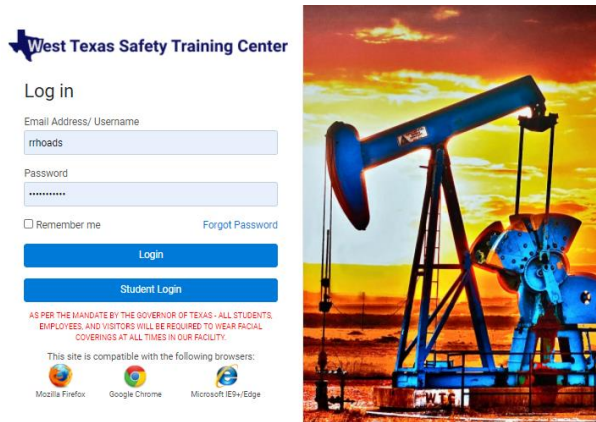 West Texas Safety Training Center
Log in
Email Address/ Username
rrhoads
Password
•••••••••••
Remember me
Forgot Password
Login
Student Login
AS PER THE MANDATE BY THE GOVERNOR OF TEXAS - ALL STUDENTS,
EMPLOYEES, AND VISITORS WILL BE REQUIRED TO WEAR FACIAL
COVERINGS AT ALL TIMES IN OUR FACILITY.
This site is compatible with the following browsers:
Mozilla Firefox
Google Chrome
Microsoft IE9+/Edge
WTG